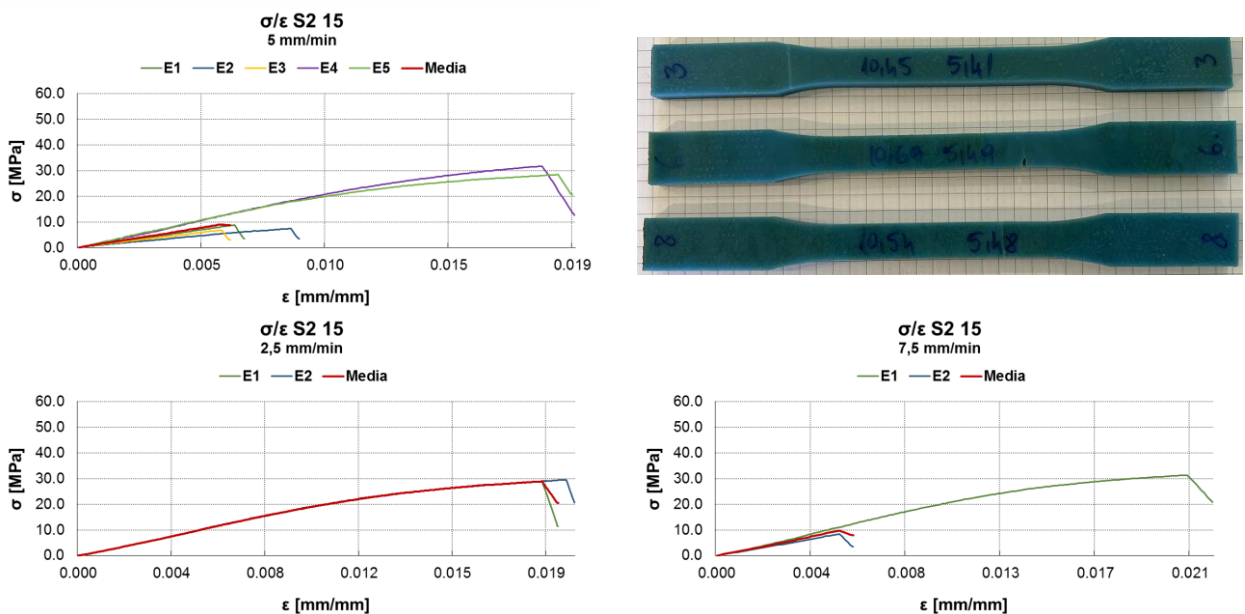 σ/ε S2 15
5 mm/min
E1 E2 E3 E4 E5 Media
60.0
50.0
40.0
30.0
20.0
10.0
0.0
σ [MPa]
0.000 0.005 0.010 0.015 0.019
ε [mm/mm]
3 10,45 5,41 3
6. 10,69 5,49 6.
8 10,54 5,48 8
σ/ε S2 15
2,5 mm/min
E1 E2 Media
60.0
50.0
40.0
30.0
20.0
10.0
0.0
σ [MPa]
0.000 0.004 0.008 0.012 0.015 0.019
ε [mm/mm]
σ/ε S2 15
7,5 mm/min
E1 E2 Media
60.0
50.0
40.0
30.0
20.0
10.0
0.0
σ [MPa]
0.000 0.004 0.008 0.013 0.017 0.021
ε [mm/mm]